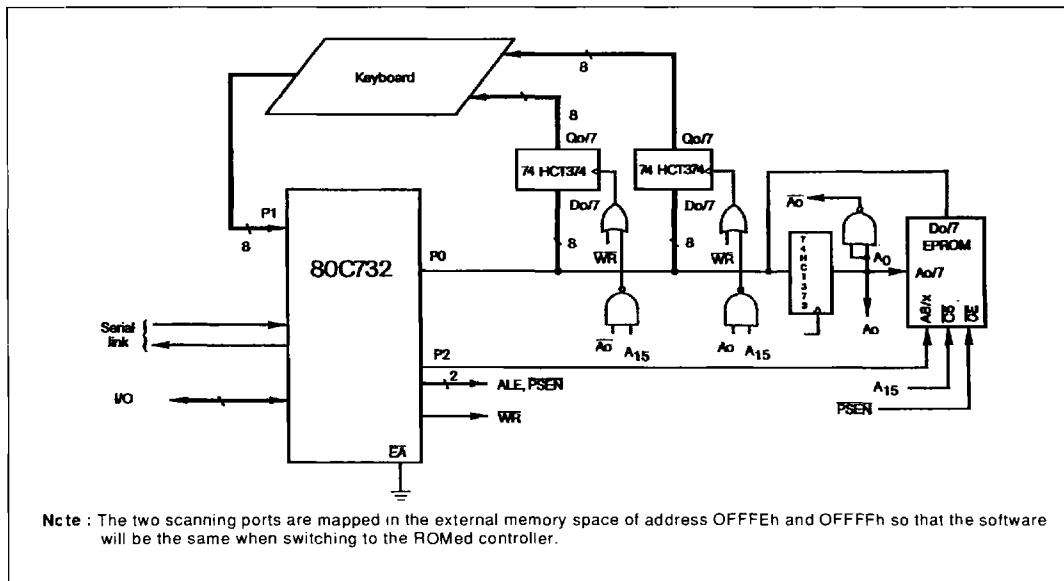 Keyboard
8
8
Qo/7
Qo/7
74 HCT374
74 HCT374
Do/7
Do/7
P1
8
80C732
P0
8
8
WR
WR
74HCT373
Ao
A0
Ao
Do/7
EPROM
Ao/7
A8/x
CS
OE
Ao
A15
Ao
A15
Serial
link
I/O
P2
2
ALE, PSEN
WR
EA
A15
PSEN
Note : The two scanning ports are mapped in the external memory space of address OFFFEh and OFFFFh so that the software
will be the same when switching to the ROMed controller.